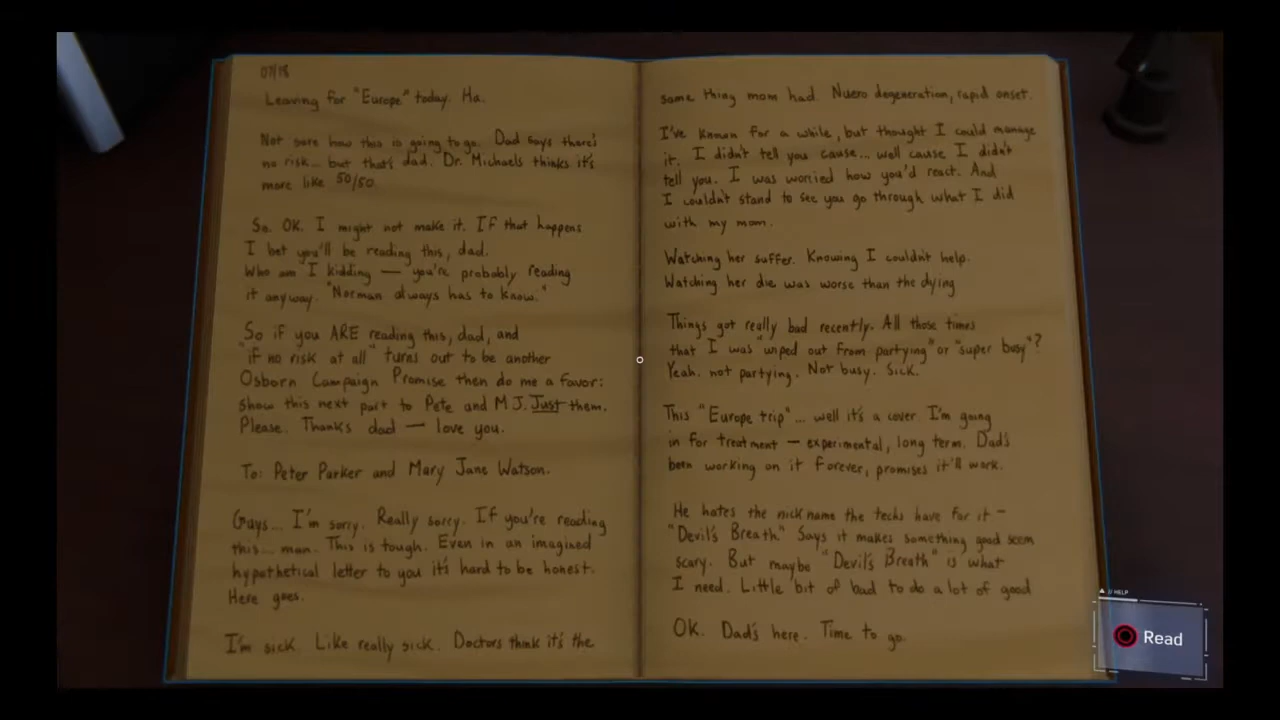 07/18
Leaving for "Europe" today. Ha.
Not sure how this is going to go. Dad says there's
no risk... but that's dad. Dr. Michaels thinks it's
more like 50/50.
So. OK. I might not make it. If that happens
I bet you'll be reading this, dad.
Who am I kidding — you're probably reading
it anyway. "Norman always has to know."
So if you ARE reading this, dad, and
"if no risk at all" turns out to be another
Osborn Campaign Promise then do me a favor:
show this next part to Pete and MJ. Just them.
Please. Thanks dad — love you.
To: Peter Parker and Mary Jane Watson.
Guys... I'm sorry. Really sorry. If you're reading
this... man. This is tough. Even in an imagined
hypothetical letter to you it's hard to be honest.
Here goes.
I'm sick. Like really sick. Doctors think it's the
same thing mom had. Nuero degeneration, rapid onset.
I've known for a while, but thought I could manage
it. I didn't tell you cause... well cause I didn't
tell you. I was worried how you'd react. And
I couldn't stand to see you go through what I did
with my mom.
Watching her suffer. Knowing I couldn't help.
Watching her die was worse than the dying
Things got really bad recently. All those times
that I was "wiped out from partying" or "super busy"?
Yeah. not partying. Not busy. Sick.
This "Europe trip"... well it's a cover. I'm going
in for treatment — experimental, long term. Dad's
been working on it forever, promises it'll work.
He hates the nickname the techs have for it —
"Devil's Breath" Says it makes something good seem
scary. But maybe "Devil's Breath" is what
I need. Little bit of bad to do a lot of good
OK. Dad's here. Time to go.
// HELP
Read